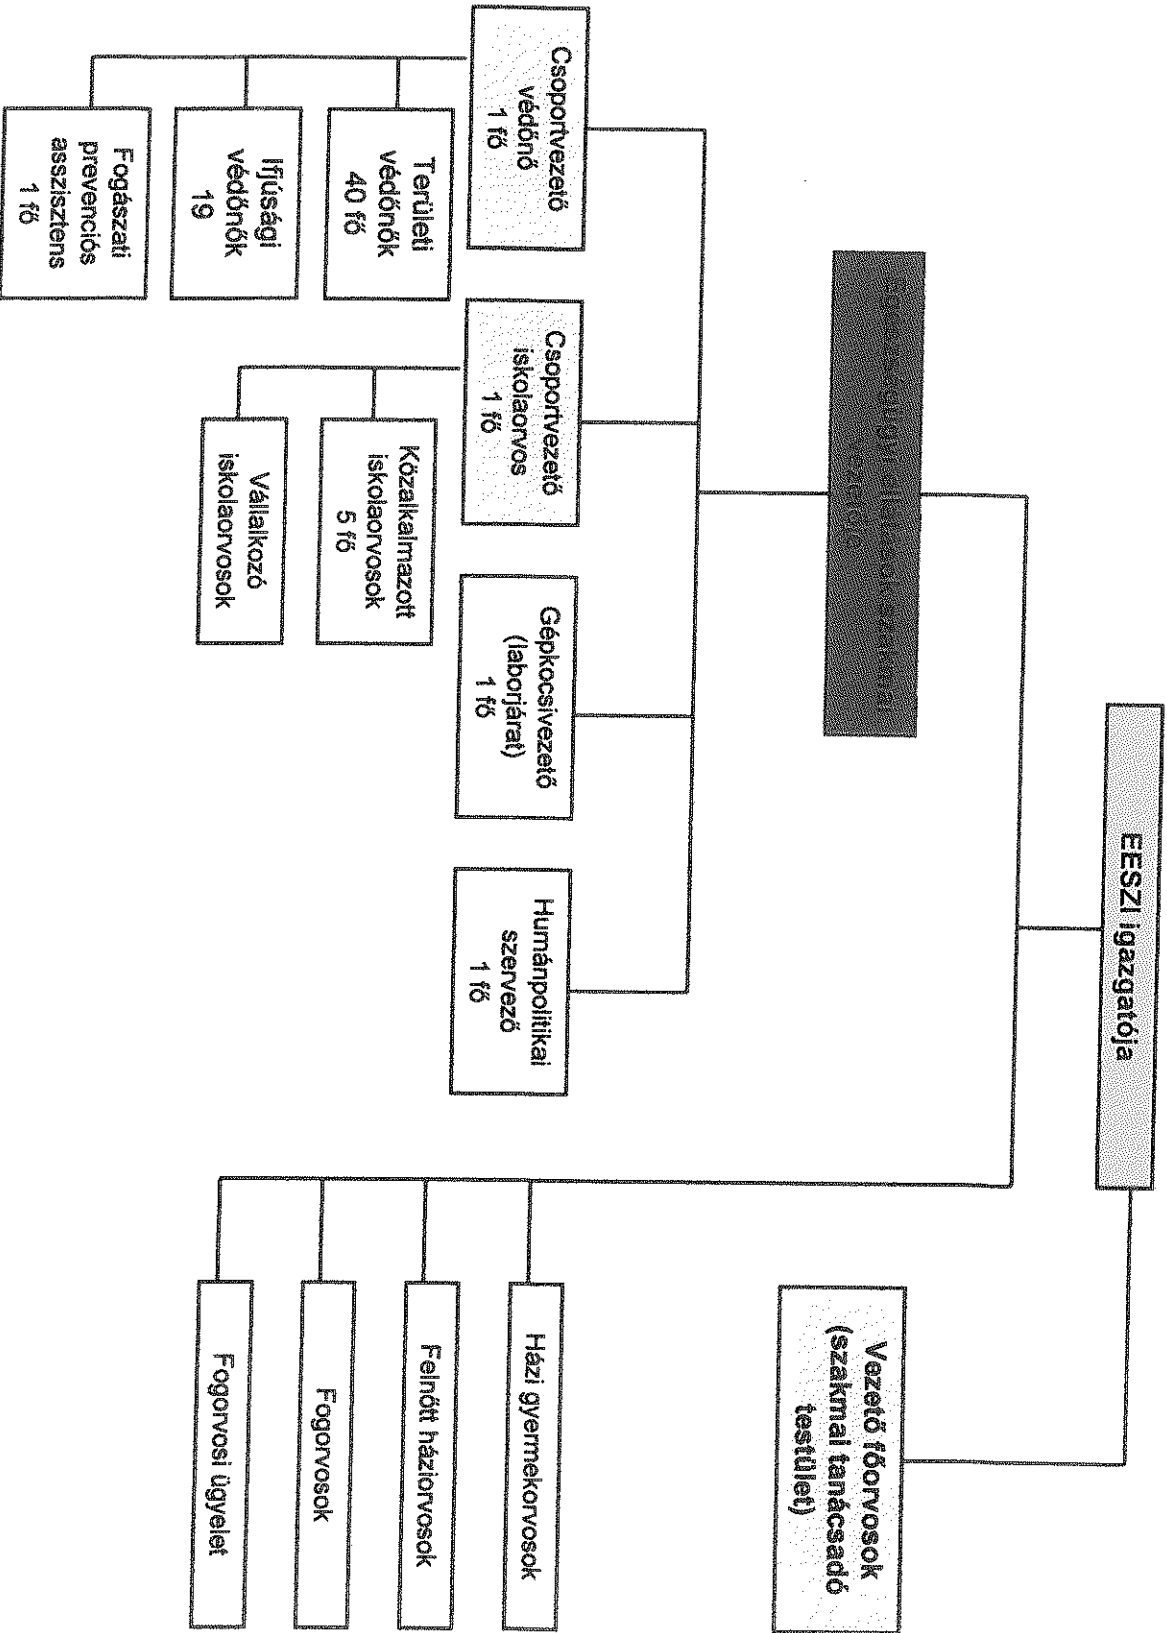 EESZI igazgatója
Vezető főorvosok
(szakmai tanácsadó
testület)
Csoportvezető
védőnő
1 fő
Területi
védőnők
40 fő
Ifjúsági
védőnők
19
Fogászati
prevenciós
asszisztens
1 fő
Csoportvezető
iskolaorvos
1 fő
Közalkalmazott
iskolaorvosok
5 fő
Vállalkozó
iskolaorvosok
Gépkocsivezető
(laborjárat)
1 fő
Humánpolitikai
szervező
1 fő
Házi gyermekorvosok
Felnőtt háziorvosok
Fogorvosok
Fogorvosi ügyelet